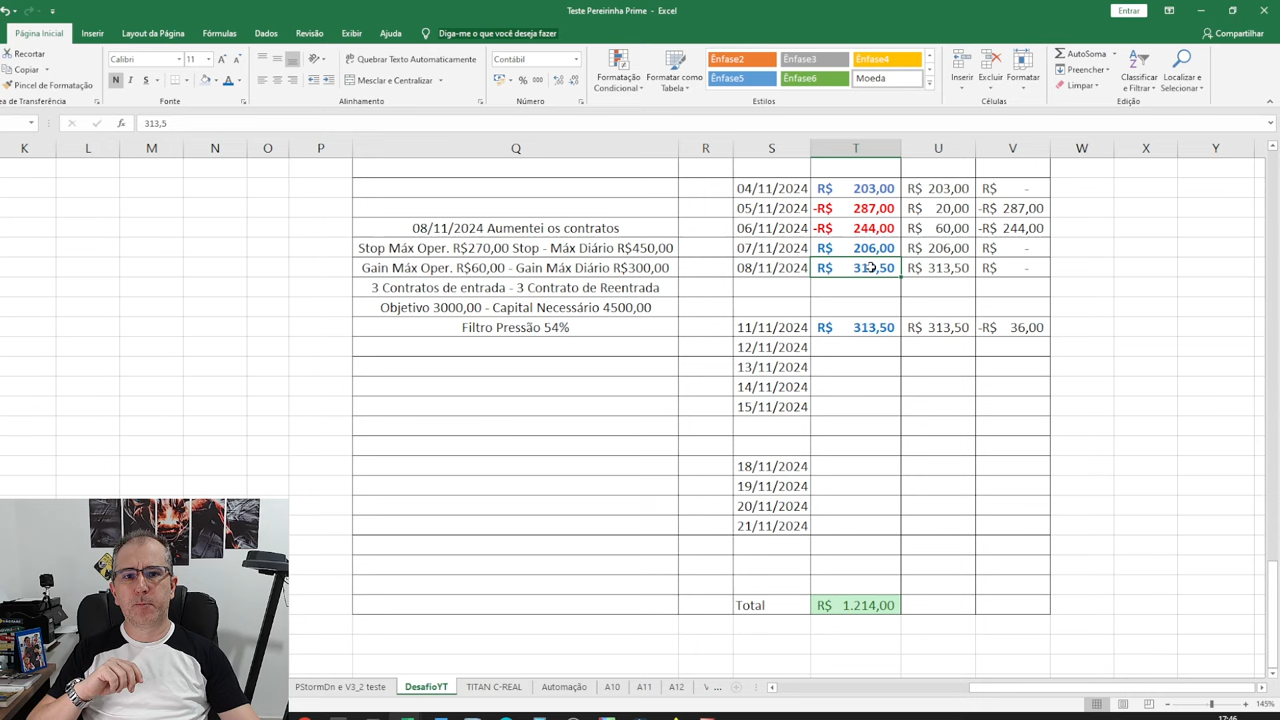 Teste Pereirinha Prime - Excel
Entrar
Página Inicial Inserir Layout da Página Fórmulas Dados Revisão Exibir Ajuda Diga-me o que você deseja fazer
Compartilhar
Recortar
Copiar
Pincel de Formatação
Calibri 11
N I S
Quebrar Texto Automaticamente
Mesclar e Centralizar
Contábil
% 000
Formatação Condicional
Formatar como Tabela
Ênfase2 Ênfase3 Ênfase4
Ênfase5 Ênfase6 Moeda
Inserir Excluir Formatar
AutoSoma
Preencher
Limpar
Classificar e Filtrar
Localizar e Selecionar
a de Transferência Fonte Alinhamento Número Estilos Células Edição
fx 313,5
K L M N O P Q R S T U V W X Y
04/11/2024 R$ 203,00 R$ 203,00 R$ -
05/11/2024 -R$ 287,00 R$ 20,00 -R$ 287,00
08/11/2024 Aumentei os contratos 06/11/2024 -R$ 244,00 R$ 60,00 -R$ 244,00
Stop Máx Oper. R$270,00 Stop - Máx Diário R$450,00 07/11/2024 R$ 206,00 R$ 206,00 R$ -
Gain Máx Oper. R$60,00 - Gain Máx Diário R$300,00 08/11/2024 R$ 313,50 R$ 313,50 R$ -
3 Contratos de entrada - 3 Contrato de Reentrada
Objetivo 3000,00 - Capital Necessário 4500,00
Filtro Pressão 54% 11/11/2024 R$ 313,50 R$ 313,50 -R$ 36,00
12/11/2024
13/11/2024
14/11/2024
15/11/2024
18/11/2024
19/11/2024
20/11/2024
21/11/2024
Total R$ 1.214,00
PStormDn e V3_2 teste DesafioYT TITAN C-REAL Automação A10 A11 A12 ...
145%
17:46